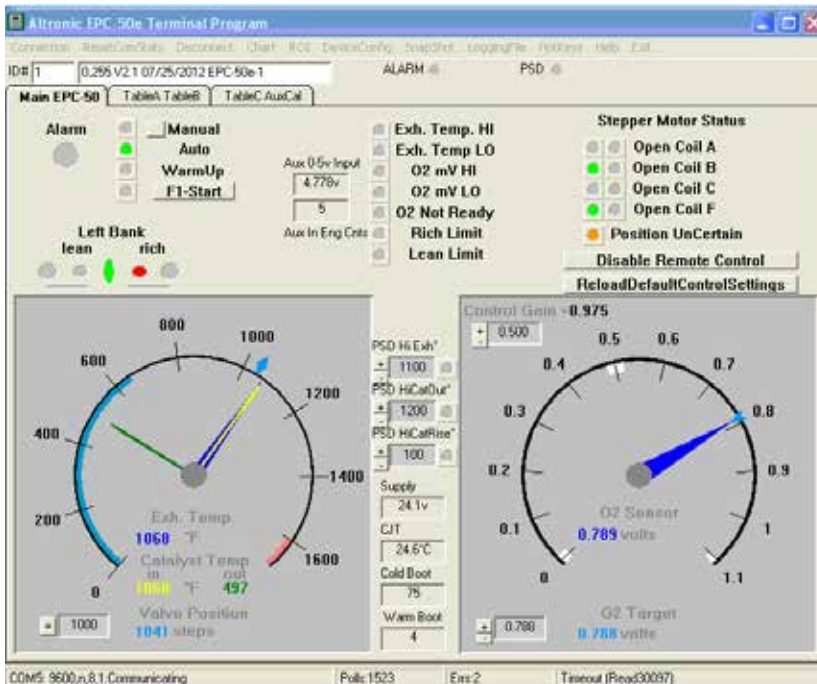 Altronic EPC-50e Terminal Program
Connection ResetComStats Disconnect Chart ROI DeviceConfig SnapShot LoggingFile HotKeys Help Exit
ID# 1 0,255 V2.1 07/25/2012 EPC-50e-1 ALARM PSD
Main EPC-50 TableA TableB TableC AuxCal
Alarm
Manual
Auto
WarmUp
F1-Start
Aux 0-5v Input
4.778v
5
Aux In Eng Cnts
Exh. Temp. HI
Exh. Temp LO
O2 mV HI
O2 mV LO
O2 Not Ready
Rich Limit
Lean Limit
Stepper Motor Status
Open Coil A
Open Coil B
Open Coil C
Open Coil F
Position UnCertain
Disable Remote Control
ReloadDefaultControlSettings
Left Bank
lean rich
0
200
400
600
800
1000
1200
1400
1600
Exh. Temp.
1060 °F
Catalyst Temp
in out
1060 °F 497
Valve Position
1041 steps
- 1000
PSD Hi Exh°
+ - 1100
PSD HiCatOut°
+ - 1200
PSD HiCatRise°
+ - 100
Supply
24.1v
CJT
24.6°C
Cold Boot
75
Warm Boot
4
Control Gain -0.975
+ - 0.500
0
0.1
0.2
0.3
0.4
0.5
0.6
0.7
0.8
0.9
1
1.1
O2 Sensor
0.789 volts
O2 Target
0.788 volts
+ - 0.788
COM5: 9600,n,8,1:Communicating Polls:1523 Errs:2 Timeout (Read30097)